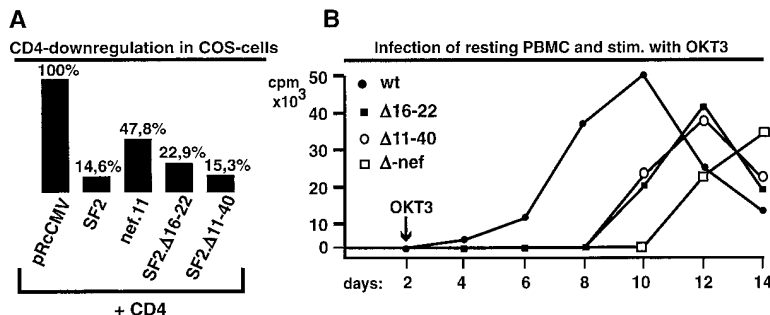 A
CD4-downregulation in COS-cells
100%
14,6%
47,8%
22,9%
15,3%
pRcCMV
SF2
nef.11
SF2.Δ16-22
SF2.Δ11-40
+ CD4
B
Infection of resting PBMC and stim. with OKT3
cpm
x10³
50
40
30
20
10
0
wt
Δ16-22
Δ11-40
Δ-nef
OKT3
days: 2 4 6 8 10 12 14